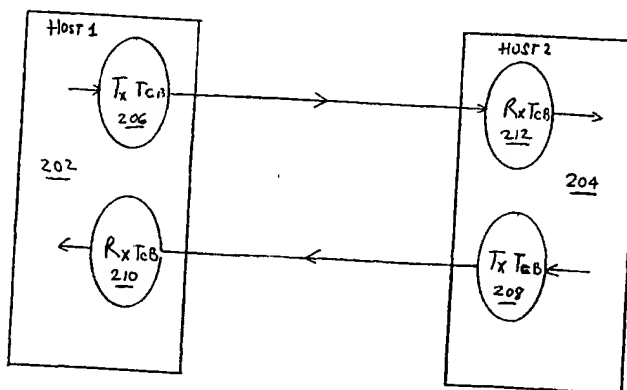 HOST 1
Tx TCB
206
202
Rx TCB
210
HOST 2
Rx TCB
212
204
Tx TCB
208